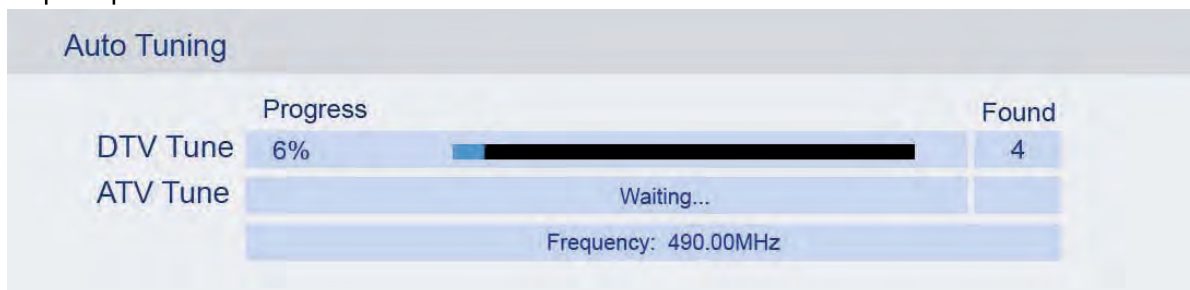 Auto Tuning
Progress Found
DTV Tune 6% 4
ATV Tune Waiting...
Frequency: 490.00MHz